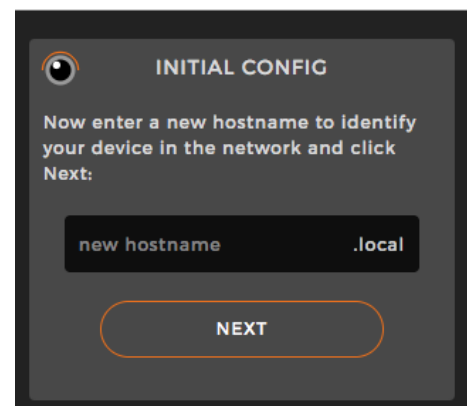 INITIAL CONFIG
Now enter a new hostname to identify
your device in the network and click
Next:
new hostname .local
NEXT